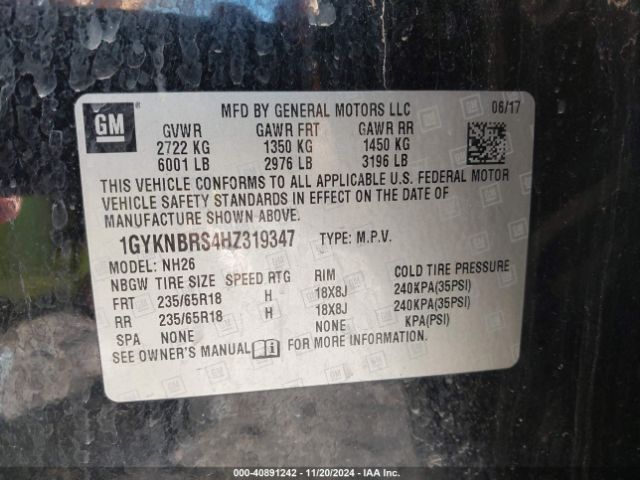 GM
MFD BY GENERAL MOTORS LLC 06/17
GVWR GAWR FRT GAWR RR
2722 KG 1350 KG 1450 KG
6001 LB 2976 LB 3196 LB
THIS VEHICLE CONFORMS TO ALL APPLICABLE U.S. FEDERAL MOTOR
VEHICLE SAFETY STANDARDS IN EFFECT ON THE DATE OF
MANUFACTURE SHOWN ABOVE.
1GYKNBRS4HZ319347 TYPE: M.P.V.
MODEL: NH26
NBGW TIRE SIZE SPEED RTG RIM COLD TIRE PRESSURE
FRT 235/65R18 H 18X8J 240KPA(35PSI)
RR 235/65R18 H 18X8J 240KPA(35PSI)
SPA NONE NONE KPA(PSI)
SEE OWNER'S MANUAL FOR MORE INFORMATION.
000-40891242 - 11/20/2024 - IAA Inc.